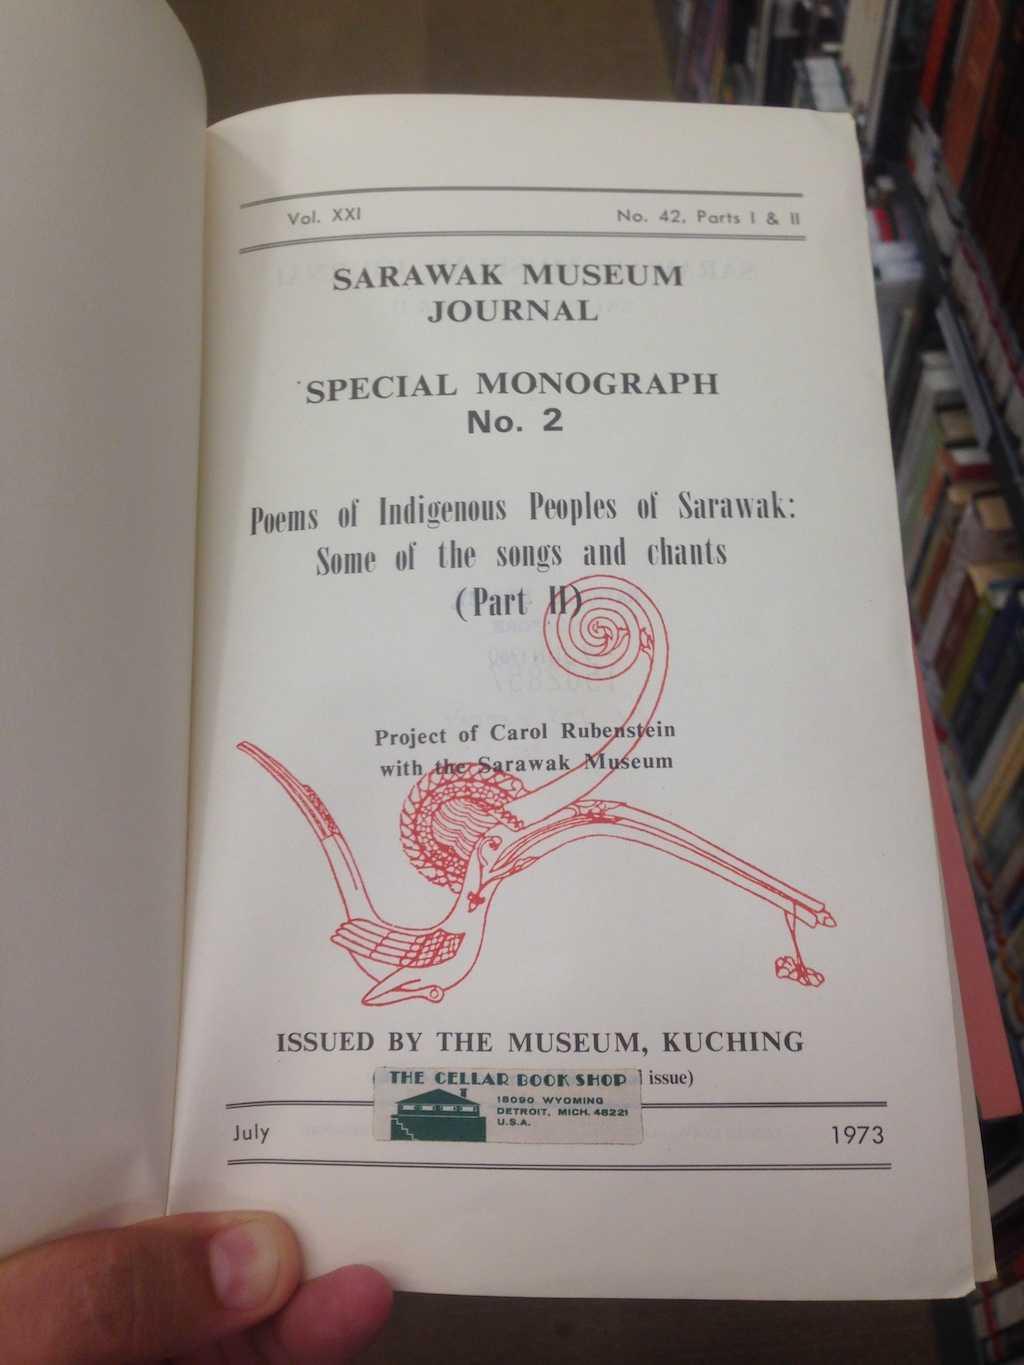 Vol. XXI No. 42, Parts I & II
SARAWAK MUSEUM
JOURNAL
SPECIAL MONOGRAPH
No. 2
Poems of Indigenous Peoples of Sarawak:
Some of the songs and chants
(Part II)
Project of Carol Rubenstein
with the Sarawak Museum
ISSUED BY THE MUSEUM, KUCHING
issue)
THE CELLAR BOOK SHOP
18090 WYOMING
DETROIT, MICH. 48221
U.S.A.
July 1973